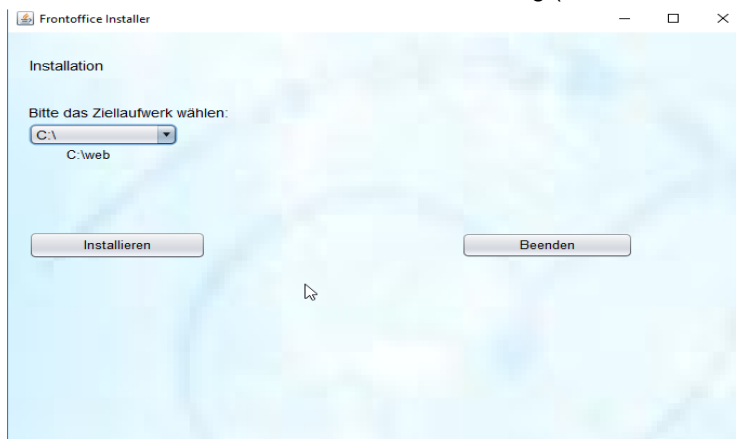 Frontoffice Installer
Installation
Bitte das Ziellaufwerk wählen:
C:\
C:\web
Installieren
Beenden